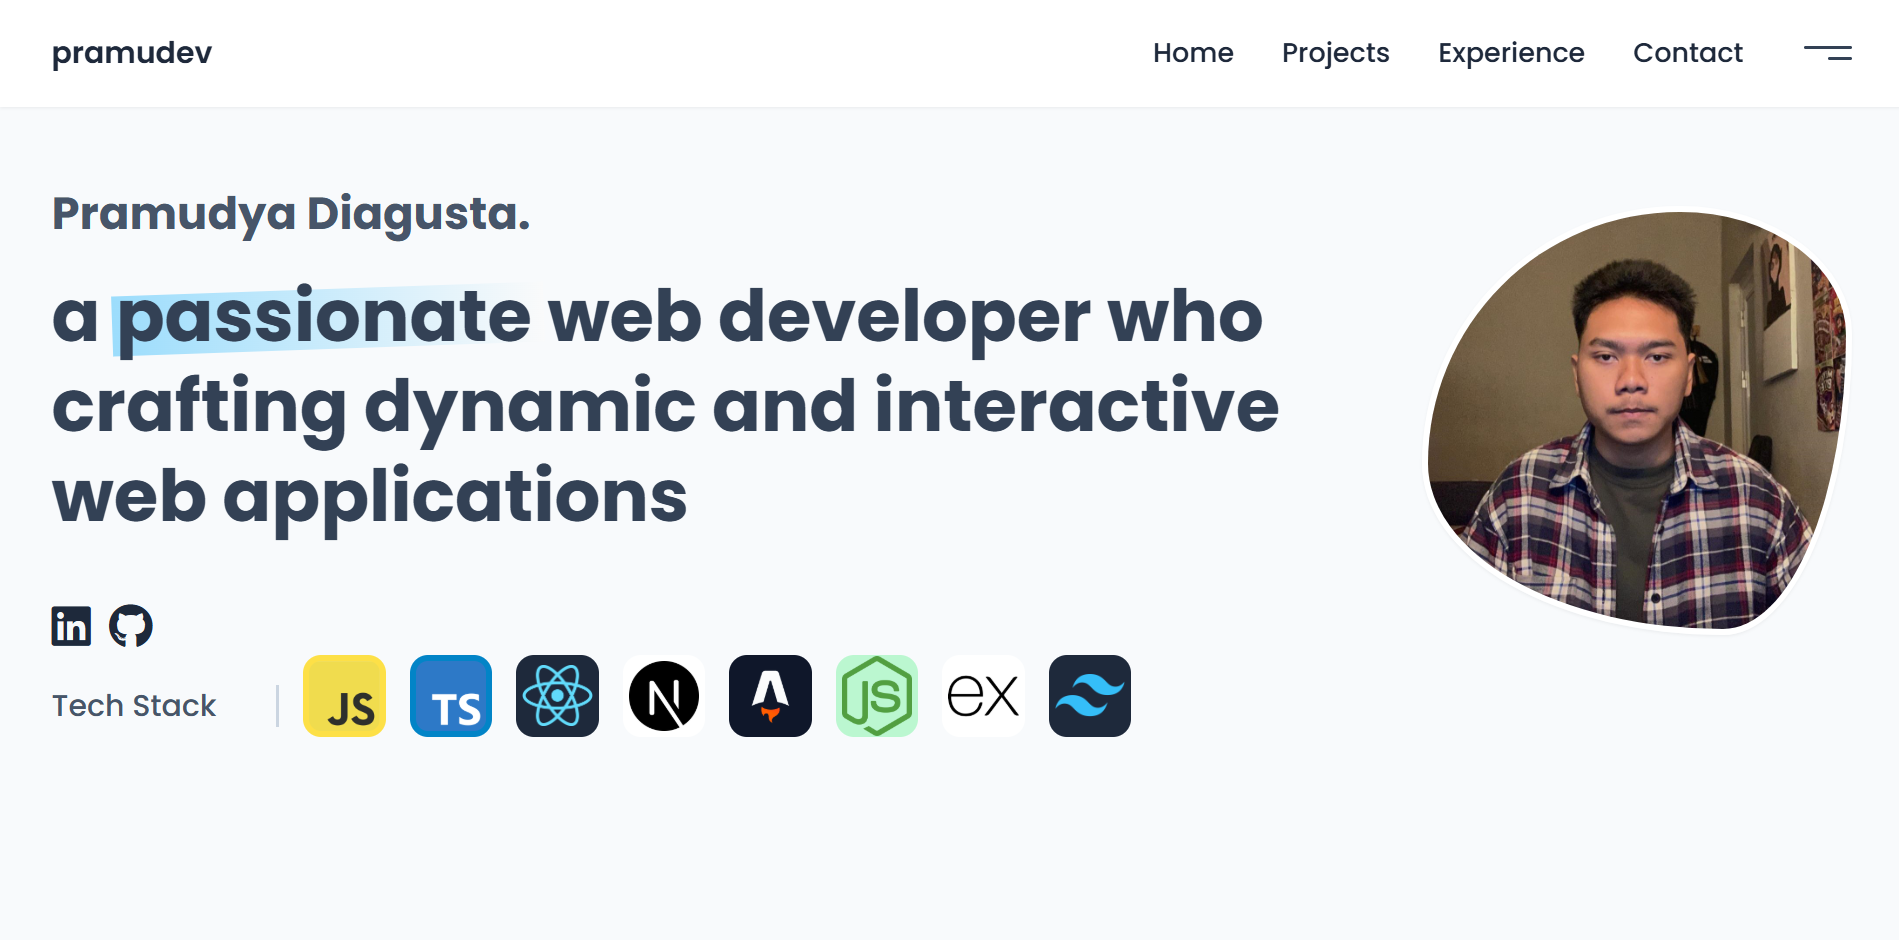 pramudev
Home Projects Experience Contact
Pramudya Diagusta.
a passionate web developer who
crafting dynamic and interactive
web applications
in
Tech Stack
JS
TS
N
A
JS
ex